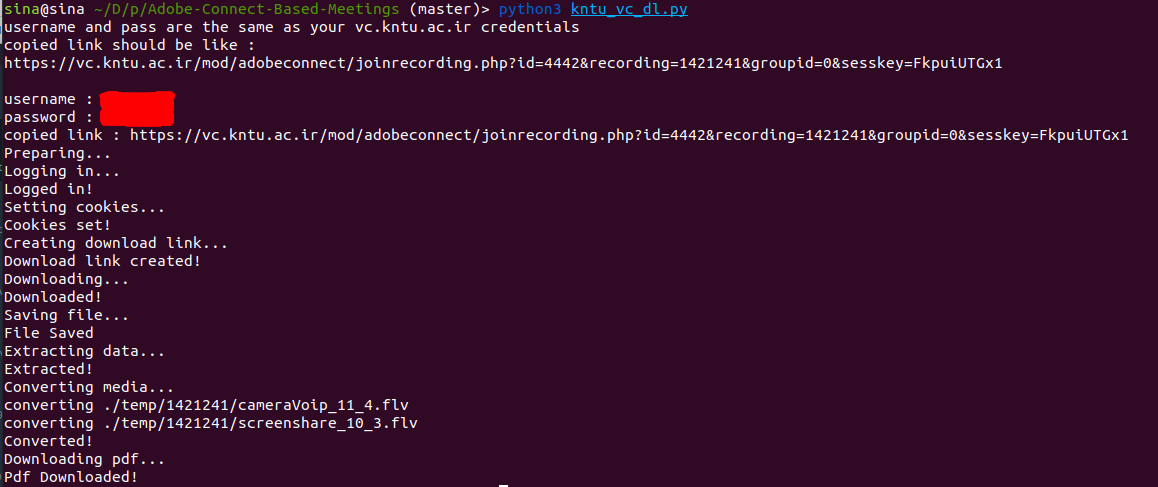 sina@sina ~/D/p/Adobe-Connect-Based-Meetings (master)> python3 kntu_vc_dl.py
username and pass are the same as your vc.kntu.ac.ir credentials
copied link should be like :
https://vc.kntu.ac.ir/mod/adobeconnect/joinrecording.php?id=4442&recording=1421241&groupid=0&sesskey=FkpuiUTGx1
username :
password :
copied link : https://vc.kntu.ac.ir/mod/adobeconnect/joinrecording.php?id=4442&recording=1421241&groupid=0&sesskey=FkpuiUTGx1
Preparing...
Logging in...
Logged in!
Setting cookies...
Cookies set!
Creating download link...
Download link created!
Downloading...
Downloaded!
Saving file...
File Saved
Extracting data...
Extracted!
Converting media...
converting ./temp/1421241/cameraVoip_11_4.flv
converting ./temp/1421241/screenshare_10_3.flv
Converted!
Downloading pdf...
Pdf Downloaded!